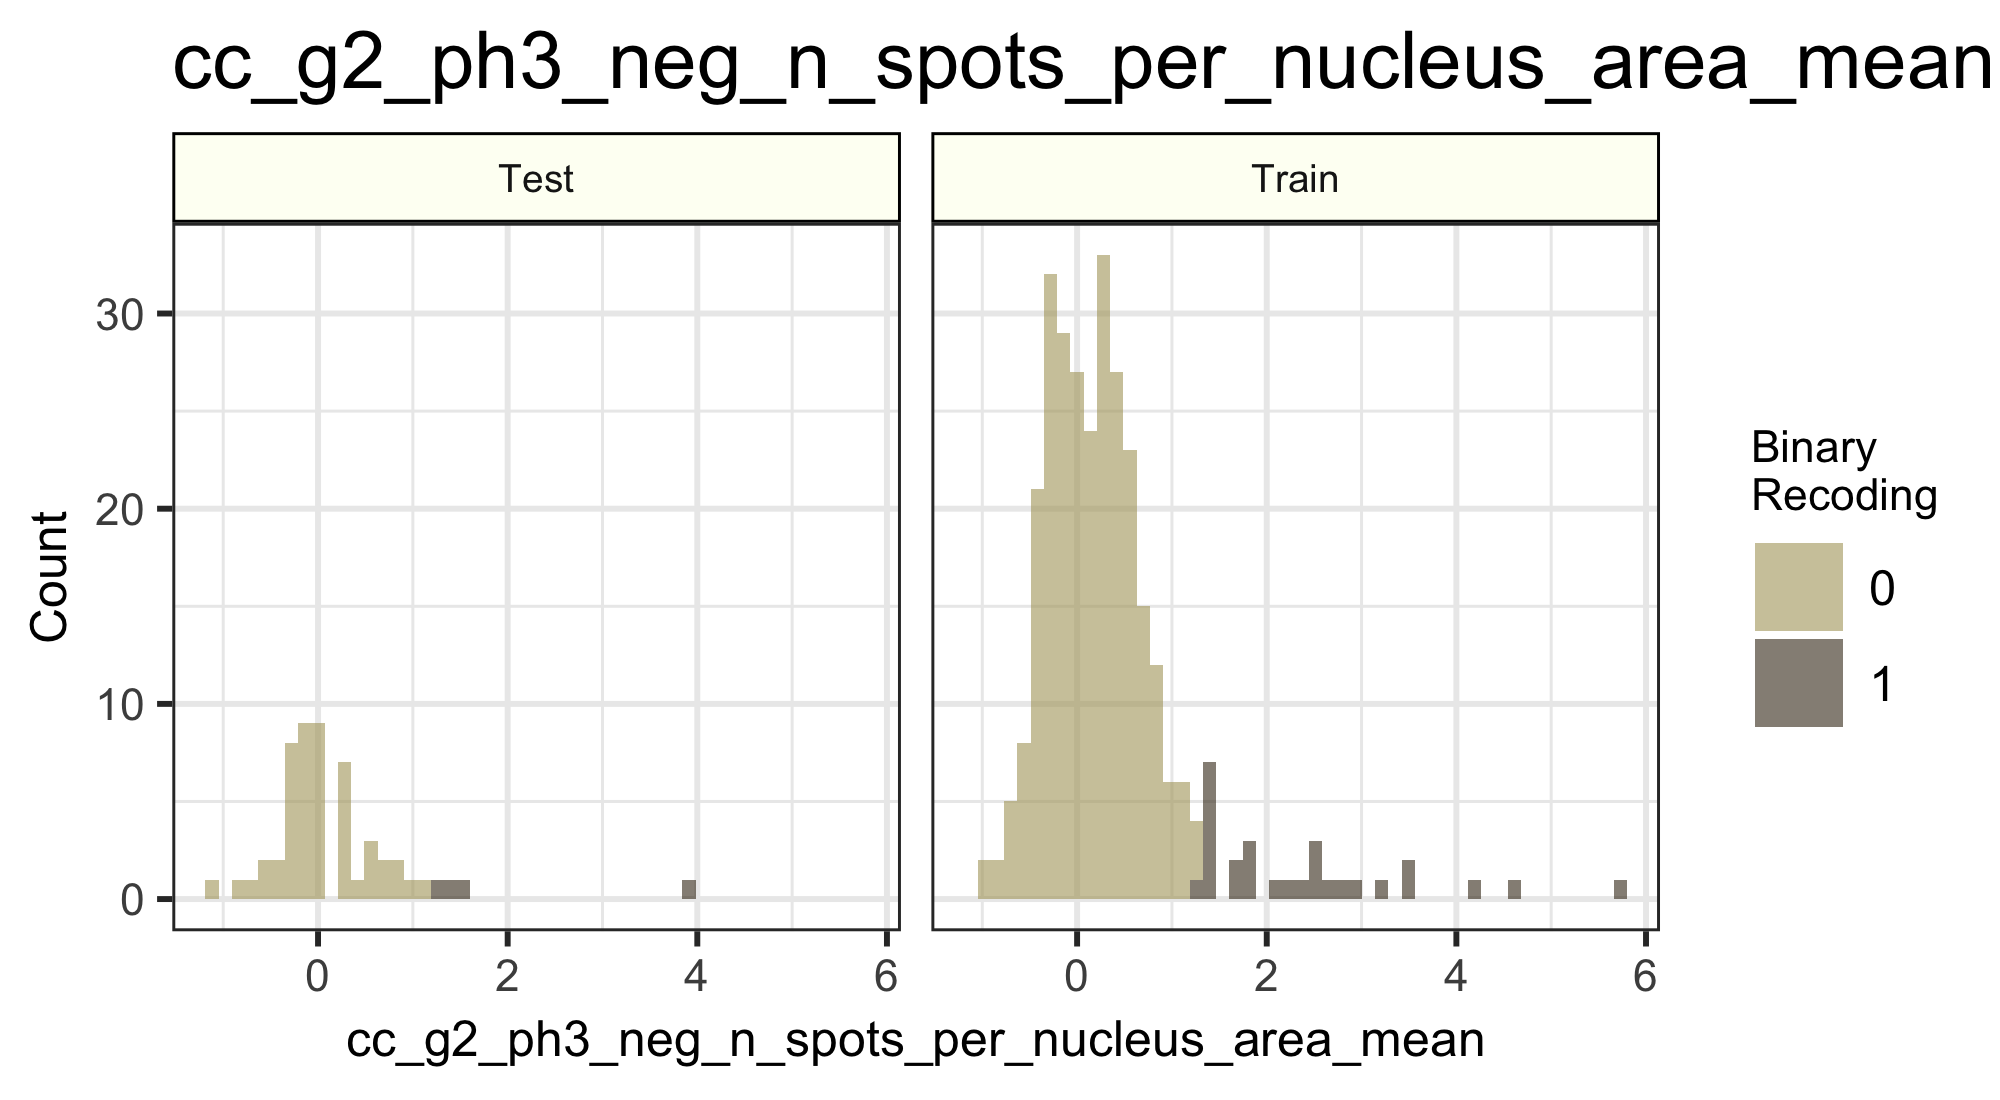 cc_g2_ph3_neg_n_spots_per_nucleus_area_mean
Test
Train
Count
30
20
10
0
0
2
4
6
0
2
4
6
cc_g2_ph3_neg_n_spots_per_nucleus_area_mean
Binary
Recoding
0
1